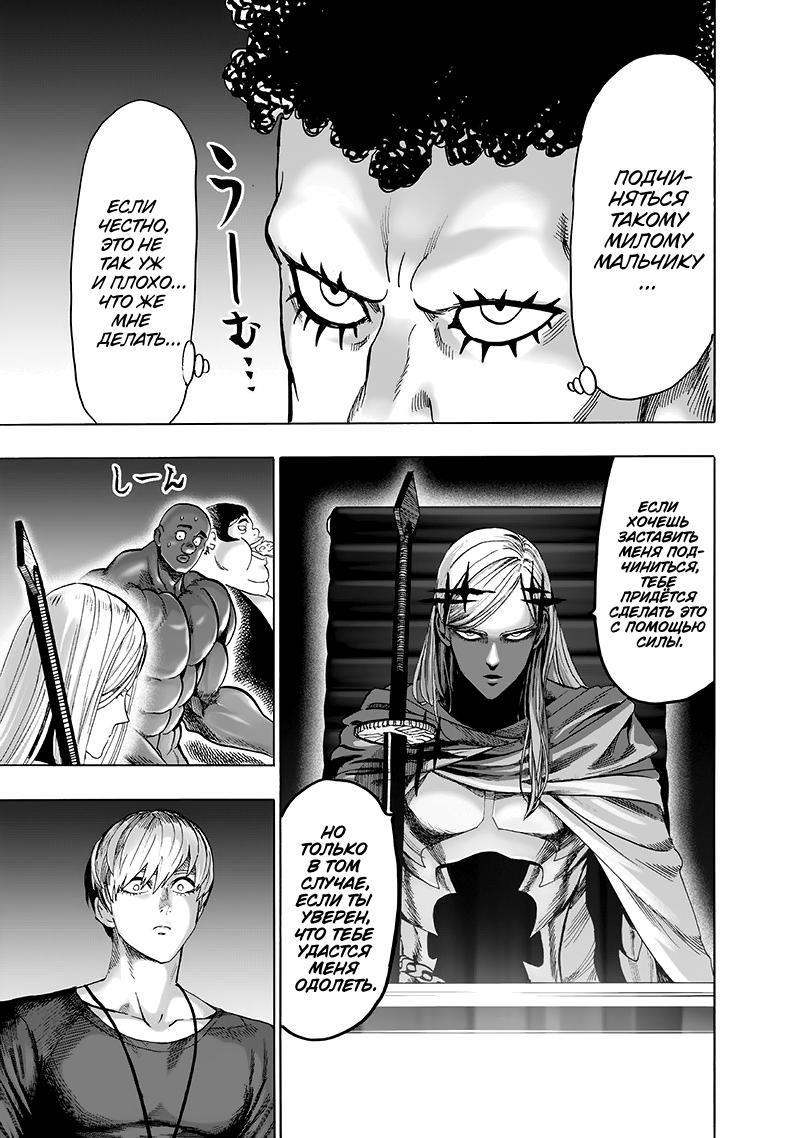 ПОДЧИ-
НЯТЬСЯ
ТАКОМУ
МИЛОМУ
МАЛЬЧИКУ
...
うーむ…
ЕСЛИ
ЧЕСТНО,
ЭТО НЕ
ТАК УЖ
И ПЛОХО...
ЧТО ЖЕ
МНЕ
ДЕЛАТЬ...
ЕСЛИ
ХОЧЕШЬ
ЗАСТАВИТЬ
МЕНЯ ПОД-
ЧИНИТЬСЯ,
ТЕБЕ
ПРИДЁТСЯ
СДЕЛАТЬ ЭТО
С ПОМОЩЬЮ
СИЛЫ.
НО
ТОЛЬКО
В ТОМ
СЛУЧАЕ,
ЕСЛИ ТЫ
УВЕРЕН,
ЧТО ТЕБЕ
УДАСТСЯ
МЕНЯ
ОДОЛЕТЬ.
しーん